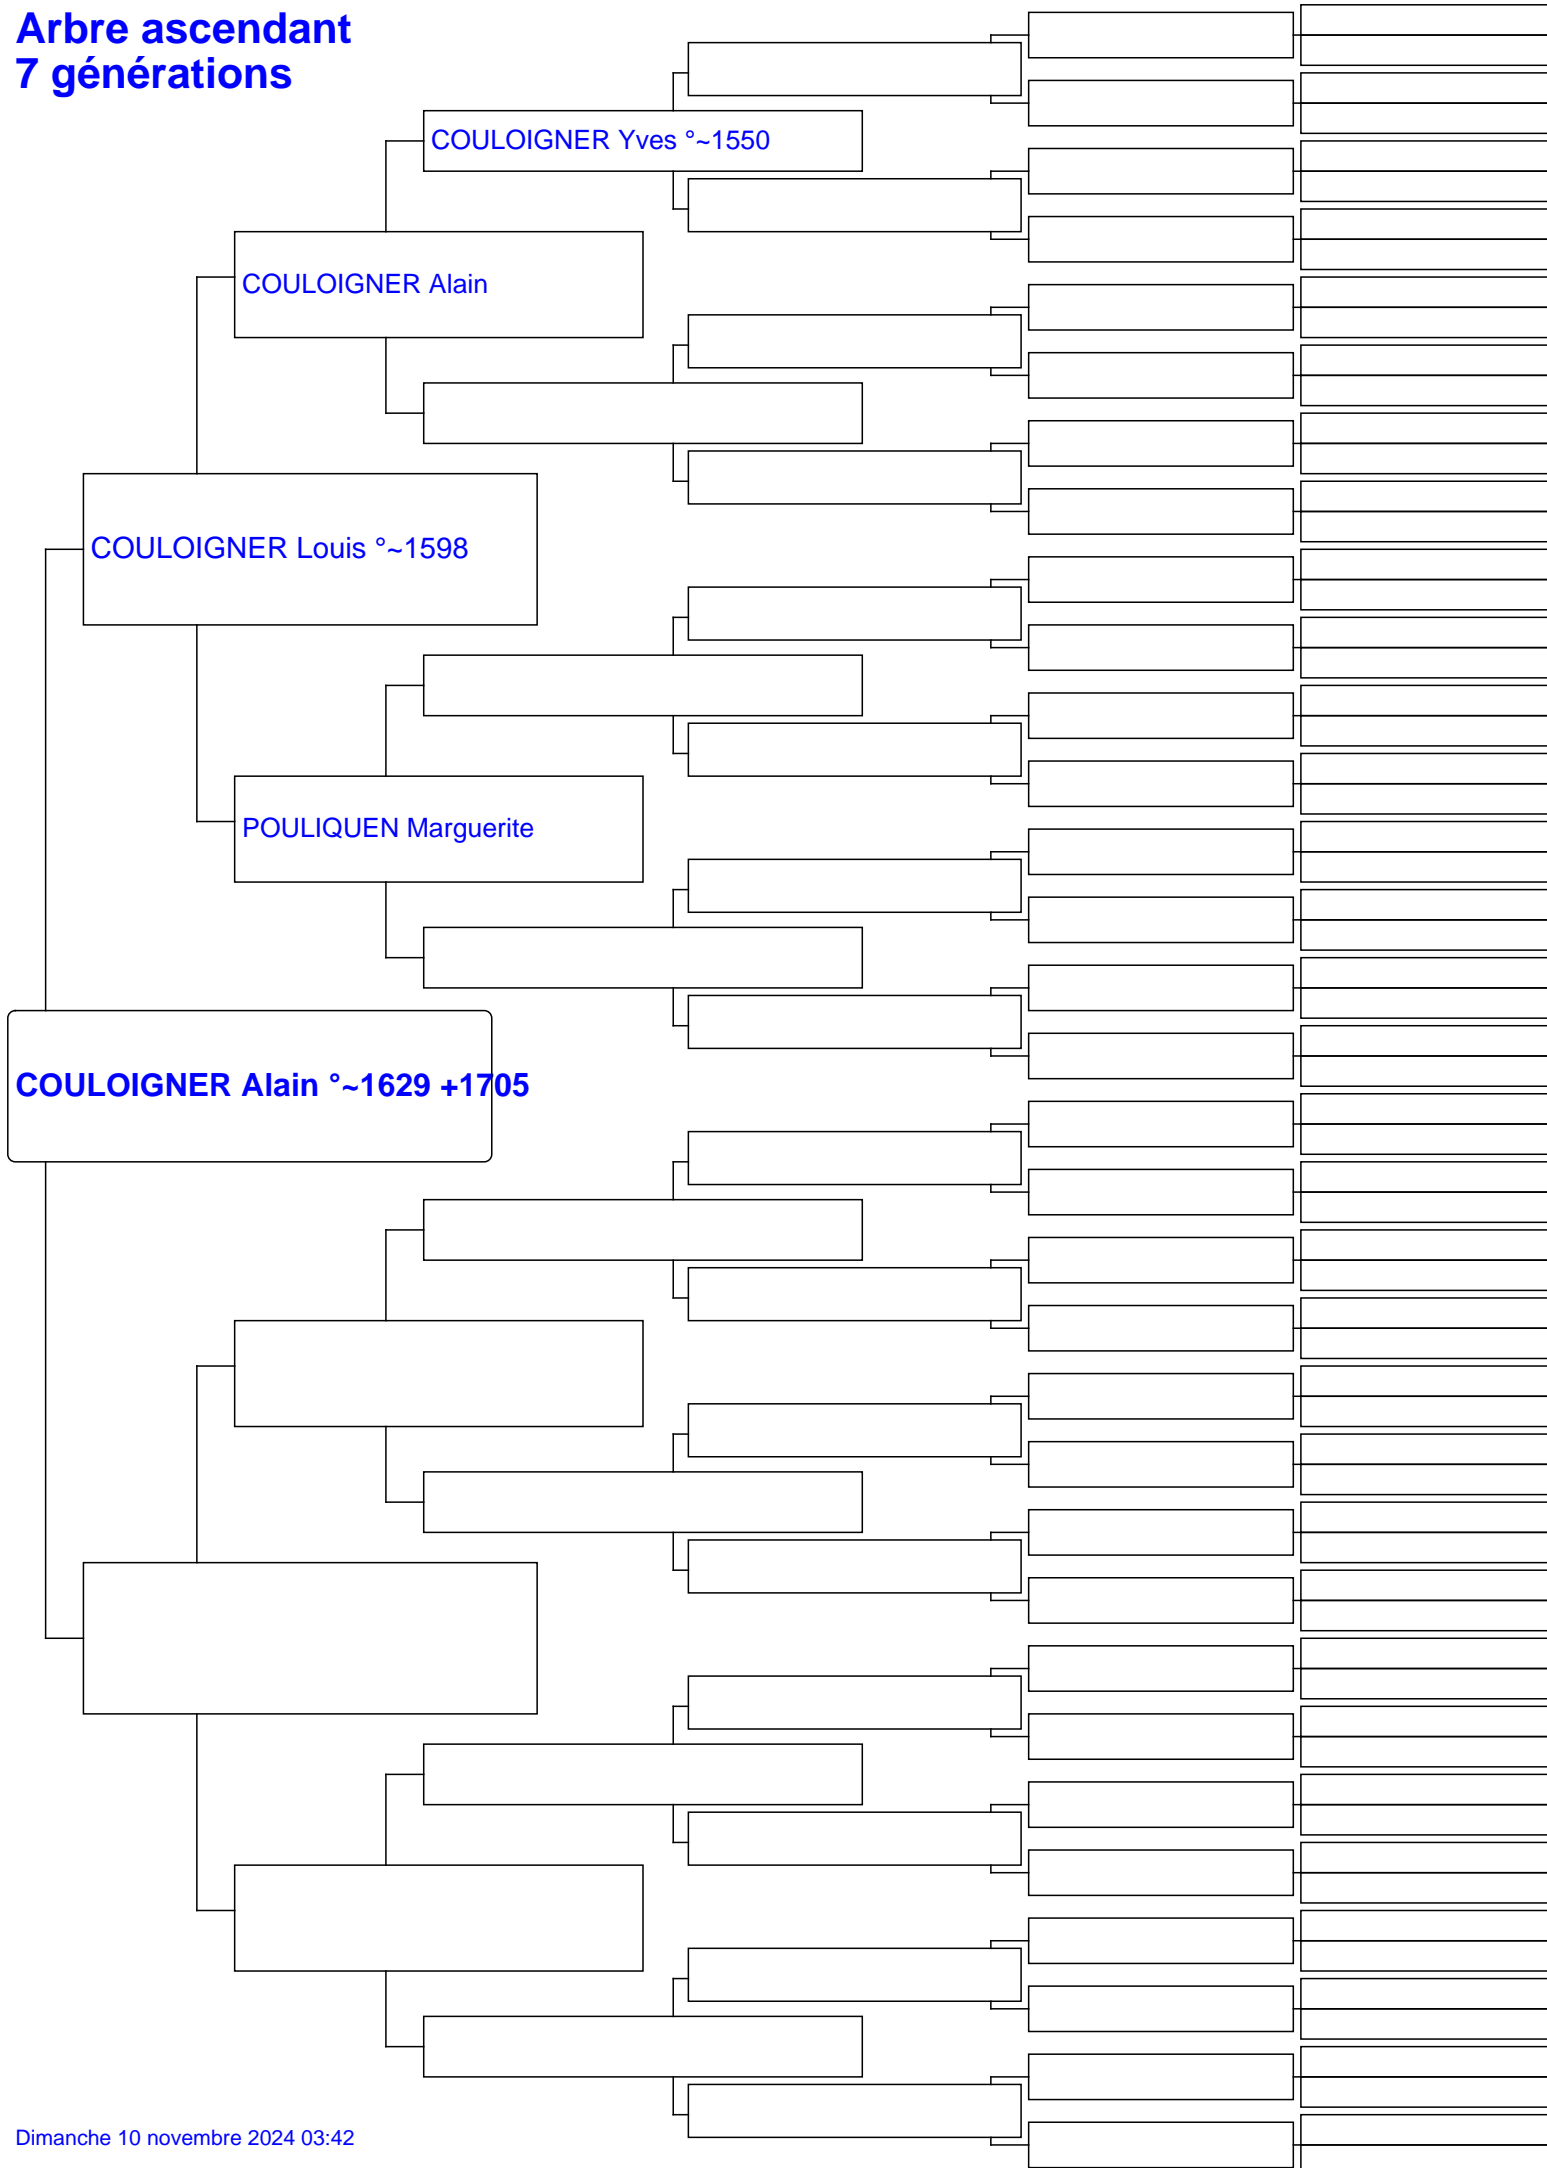 Arbre ascendant
7 générations
COULOIGNER Yves °~1550
COULOIGNER Alain
COULOIGNER Louis °~1598
POULIQUEN Marguerite
COULOIGNER Alain °~1629 +1705
Dimanche 10 novembre 2024 03:42